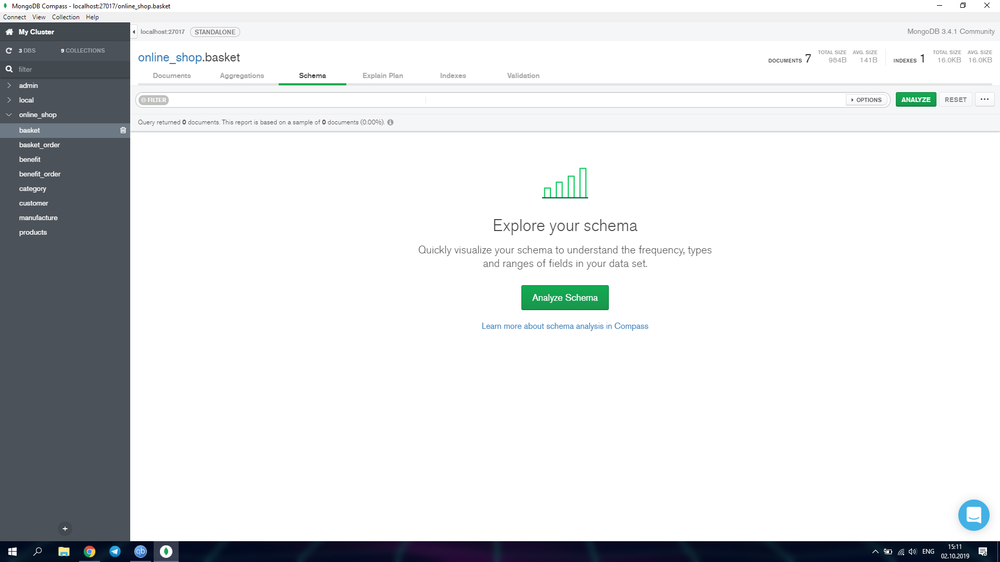 MongoDB Compass - localhost:27017/online_shop.basket
Connect View Collection Help
My Cluster
3 DBS 9 COLLECTIONS
filter
admin
local
online_shop
basket
basket_order
benefit
benefit_order
category
customer
manufacture
products
localhost:27017 STANDALONE MongoDB 3.4.1 Community
online_shop.basket
DOCUMENTS 7 TOTAL SIZE 984B AVG. SIZE 141B INDEXES 1 TOTAL SIZE 16.0KB AVG. SIZE 16.0KB
Documents Aggregations Schema Explain Plan Indexes Validation
FILTER OPTIONS ANALYZE RESET ...
Query returned 0 documents. This report is based on a sample of 0 documents (0.00%).
Explore your schema
Quickly visualize your schema to understand the frequency, types
and ranges of fields in your data set.
Analyze Schema
Learn more about schema analysis in Compass
qb
ENG
15:11
02.10.2019